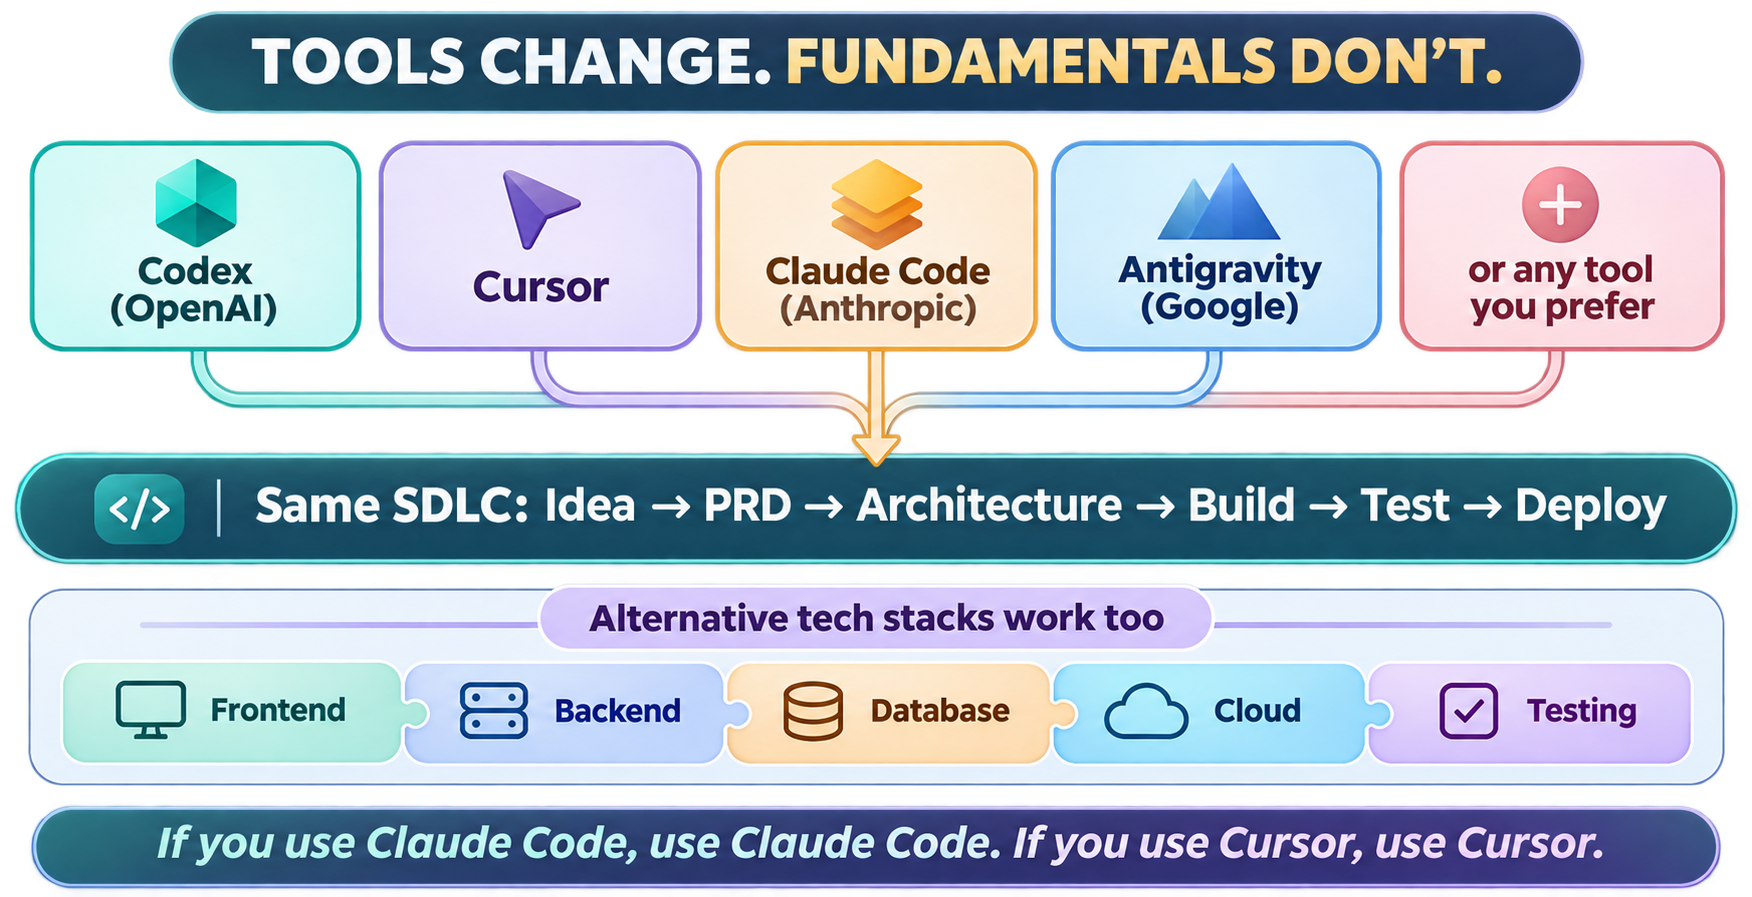 TOOLS CHANGE. FUNDAMENTALS DON'T.
Codex
(OpenAI)
Cursor
Claude Code
(Anthropic)
Antigravity
(Google)
or any tool
you prefer
</> Same SDLC: Idea → PRD → Architecture → Build → Test → Deploy
Alternative tech stacks work too
Frontend
Backend
Database
Cloud
Testing
If you use Claude Code, use Claude Code. If you use Cursor, use Cursor.